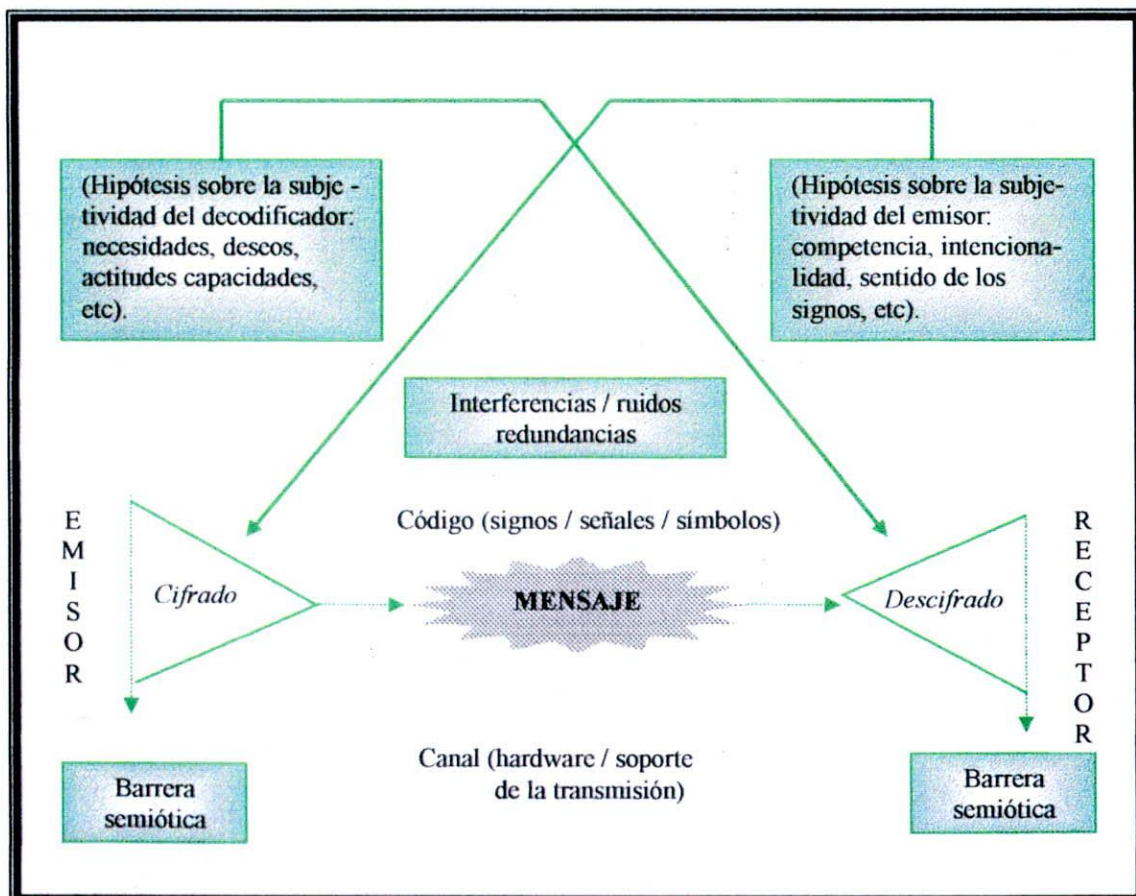 (Hipótesis sobre la subje -
tividad del decodificador:
necesidades, deseos,
actitudes capacidades,
etc).
(Hipótesis sobre la subje-
tividad del emisor:
competencia, intenciona-
lidad, sentido de los
signos, etc).
Interferencias / ruidos
redundancias
EMISOR
Código (signos / señales / símbolos)
RECEPTOR
Cifrado
MENSAJE
Descifrado
Canal (hardware / soporte
de la transmisión)
Barrera
semiótica
Barrera
semiótica